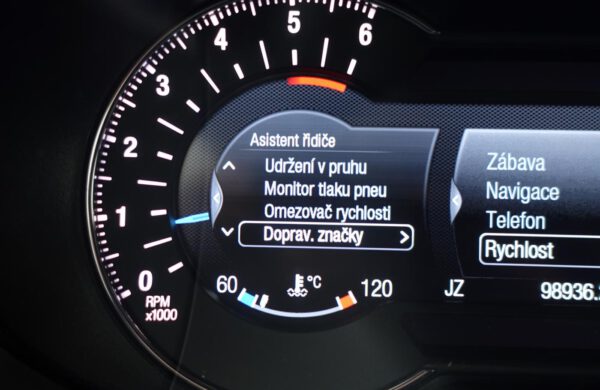 6
5
4
3
2
1
0
RPM
x1000
Asistent řidiče
Udržení v pruhu
Monitor tlaku pneu
Omezovač rychlosti
Doprav. značky
60
°C
120
Zábava
Navigace
Telefon
Rychlost
JZ
98936.